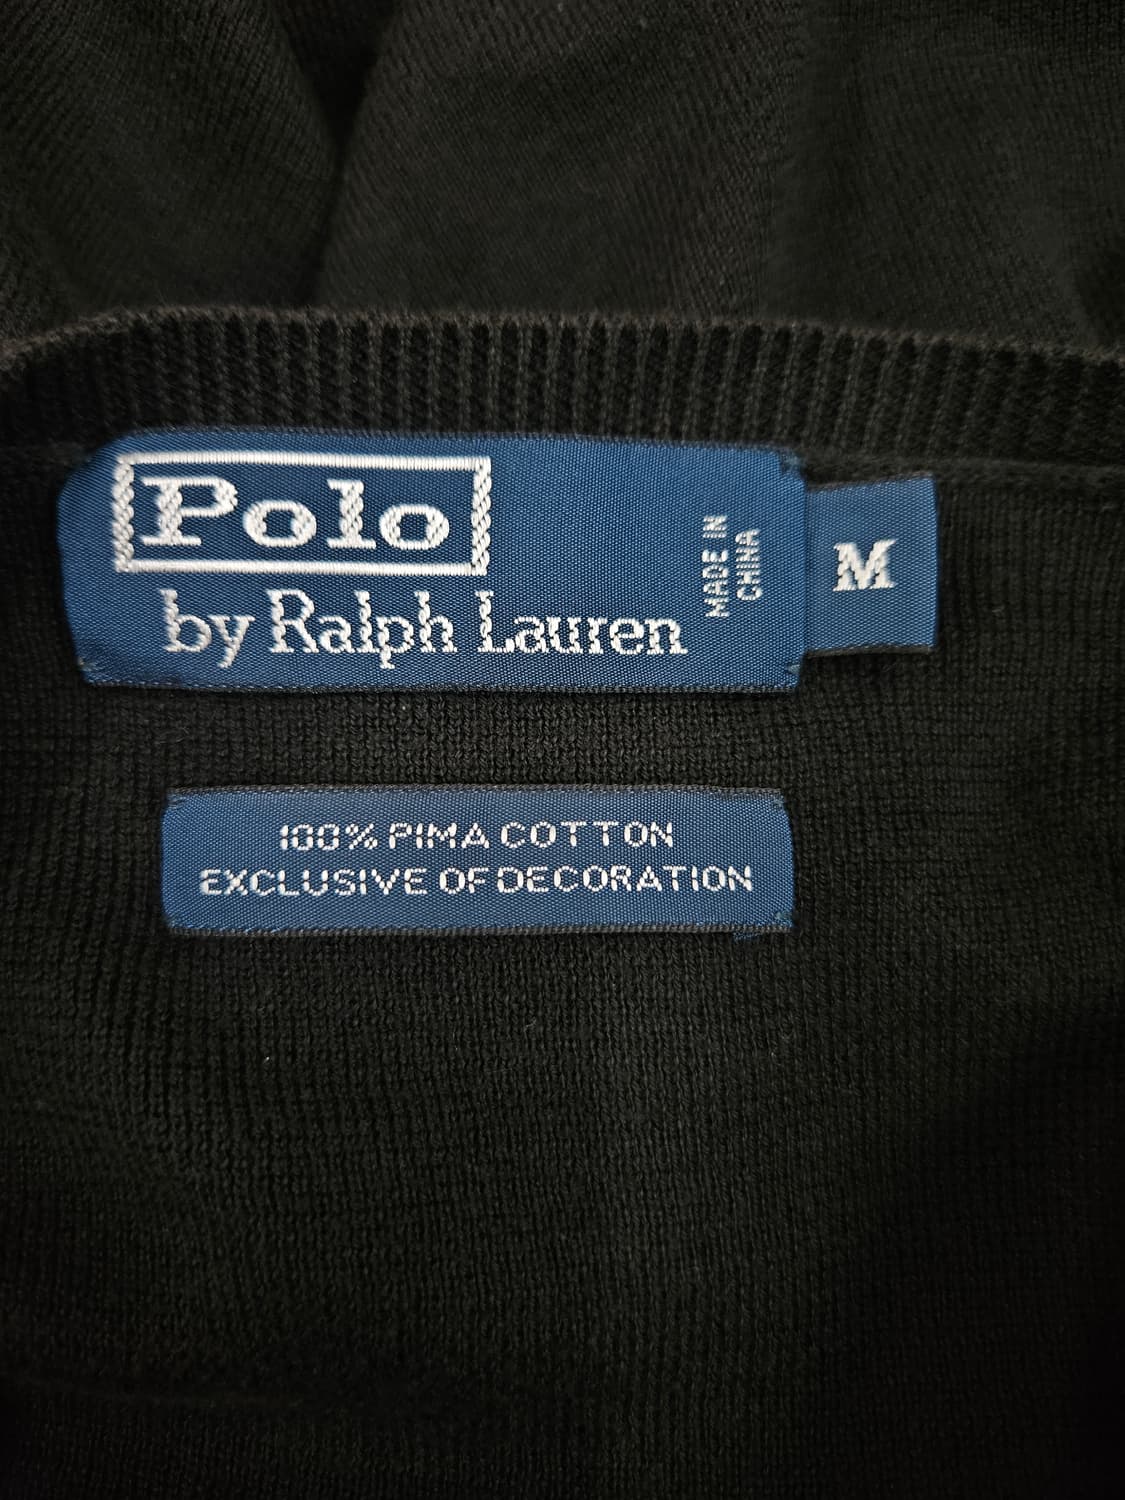 Polo
by Ralph Lauren
MADE IN
CHINA
M
100% PIMA COTTON
EXCLUSIVE OF DECORATION